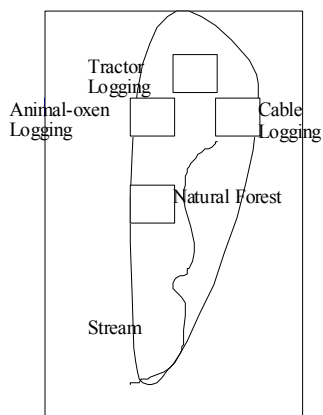 Tractor
Logging
Animal-oxen
Logging
Cable
Logging
Natural Forest
Stream